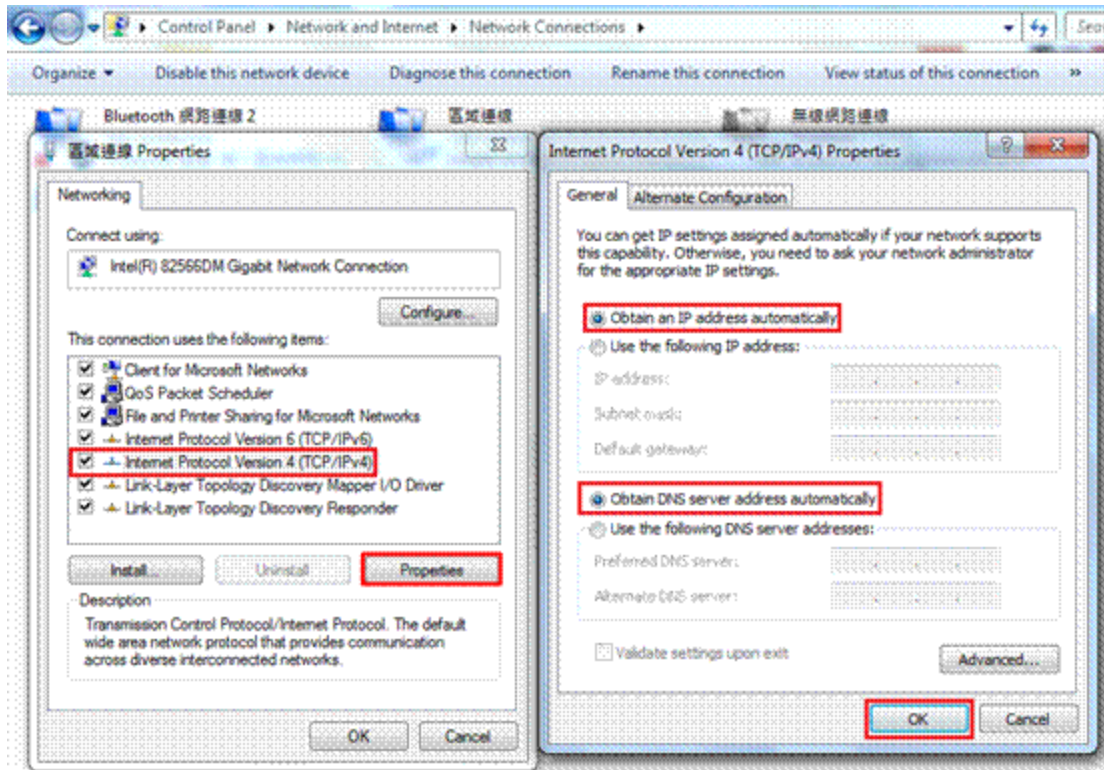 Control Panel Network and Internet Network Connections
Organize Disable this network device Diagnose this connection Rename this connection View status of this connection »
Bluetooth 網路連線 2 區域連線 無線網路連線
區域連線 Properties
Networking
Connect using:
Intel(R) 82566DM Gigabit Network Connection
Configure...
This connection uses the following items:
Client for Microsoft Networks
QoS Packet Scheduler
File and Printer Sharing for Microsoft Networks
Internet Protocol Version 6 (TCP/IPv6)
Internet Protocol Version 4 (TCP/IPv4)
Link-Layer Topology Discovery Mapper I/O Driver
Link-Layer Topology Discovery Responder
Install... Uninstall Properties
Description
Transmission Control Protocol/Internet Protocol. The default
wide area network protocol that provides communication
across diverse interconnected networks.
OK Cancel
Internet Protocol Version 4 (TCP/IPv4) Properties
General Alternate Configuration
You can get IP settings assigned automatically if your network supports
this capability. Otherwise, you need to ask your network administrator
for the appropriate IP settings.
Obtain an IP address automatically
Use the following IP address:
IP address:
Subnet mask:
Default gateway:
Obtain DNS server address automatically
Use the following DNS server addresses:
Preferred DNS server:
Alternate DNS server:
Validate settings upon exit
Advanced...
OK Cancel